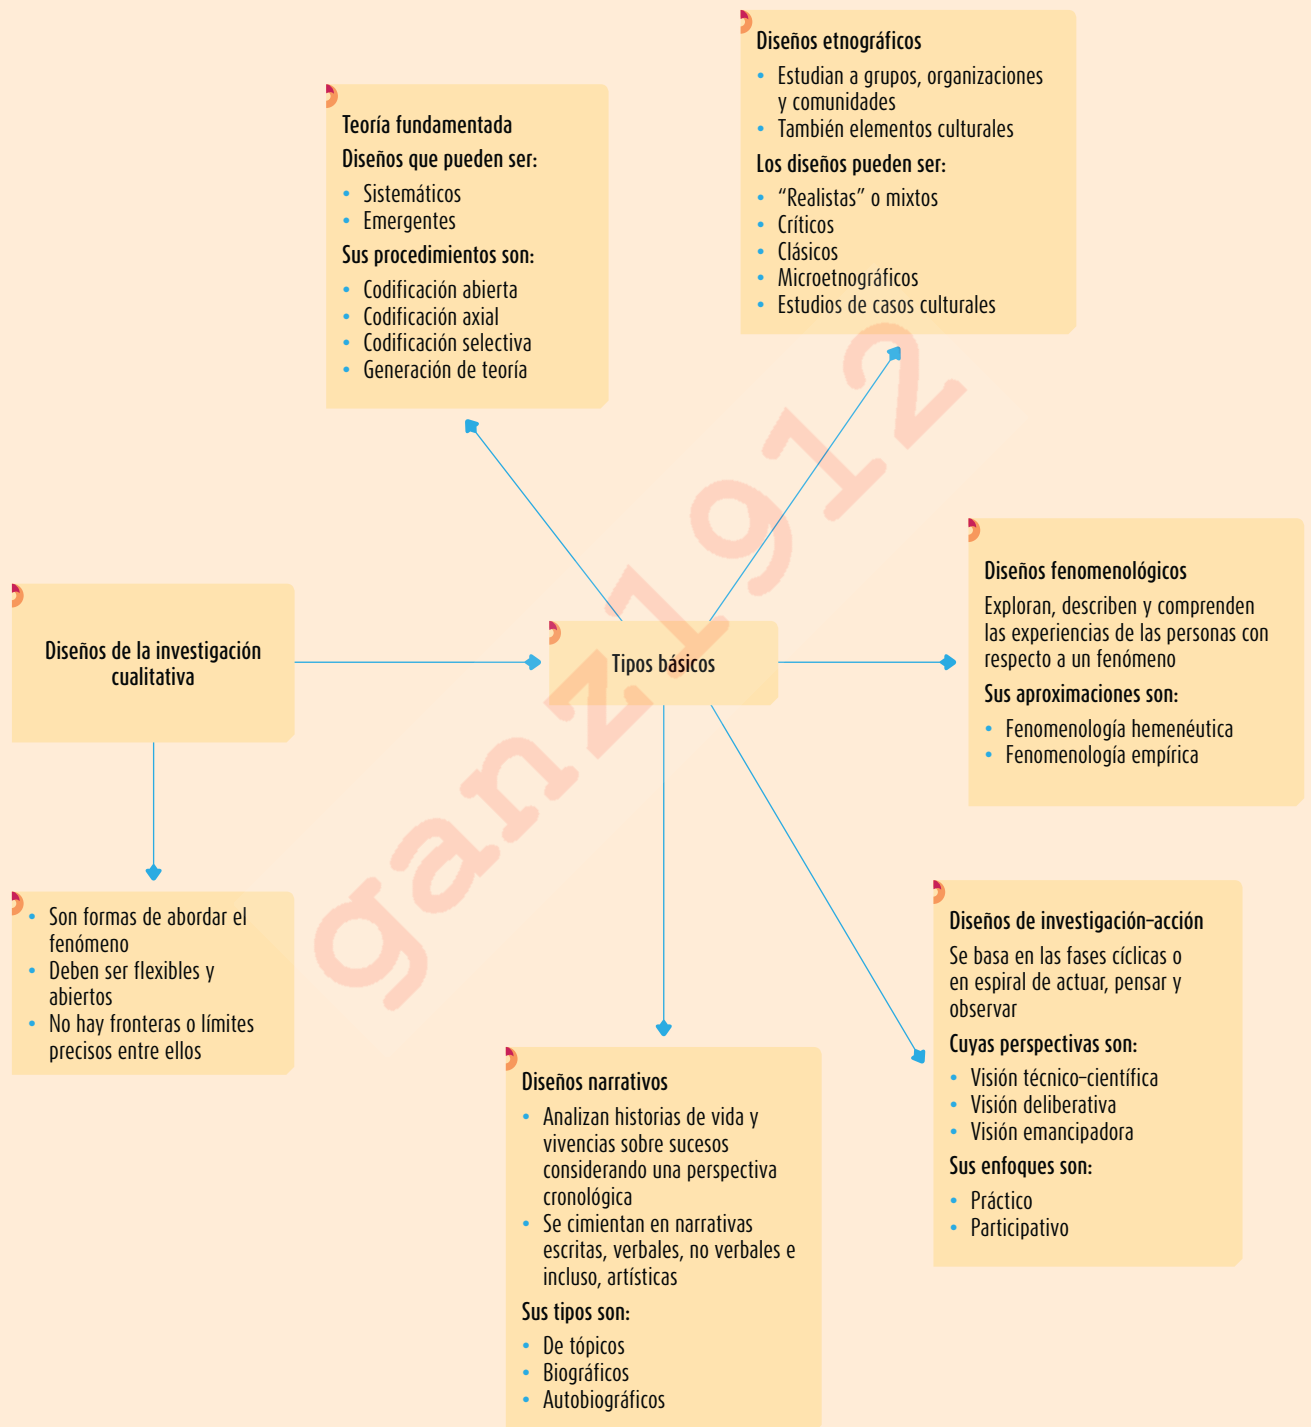 Diseños etnográficos
• Estudian a grupos, organizaciones
y comunidades
• También elementos culturales
Los diseños pueden ser:
• “Realistas” o mixtos
• Críticos
• Clásicos
• Microetnográficos
• Estudios de casos culturales
Teoría fundamentada
Diseños que pueden ser:
• Sistemáticos
• Emergentes
Sus procedimientos son:
• Codificación abierta
• Codificación axial
• Codificación selectiva
• Generación de teoría
Diseños fenomenológicos
Exploran, describen y comprenden
las experiencias de las personas con
respecto a un fenómeno
Sus aproximaciones son:
• Fenomenología hemenéutica
• Fenomenología empírica
Diseños de la investigación
cualitativa
Tipos básicos
• Son formas de abordar el
fenómeno
• Deben ser flexibles y
abiertos
• No hay fronteras o límites
precisos entre ellos
Diseños de investigación–acción
Se basa en las fases cíclicas o
en espiral de actuar, pensar y
observar
Cuyas perspectivas son:
• Visión técnico–científica
• Visión deliberativa
• Visión emancipadora
Sus enfoques son:
• Práctico
• Participativo
Diseños narrativos
• Analizan historias de vida y
vivencias sobre sucesos
considerando una perspectiva
cronológica
• Se cimientan en narrativas
escritas, verbales, no verbales e
incluso, artísticas
Sus tipos son:
• De tópicos
• Biográficos
• Autobiográficos
ganz1912